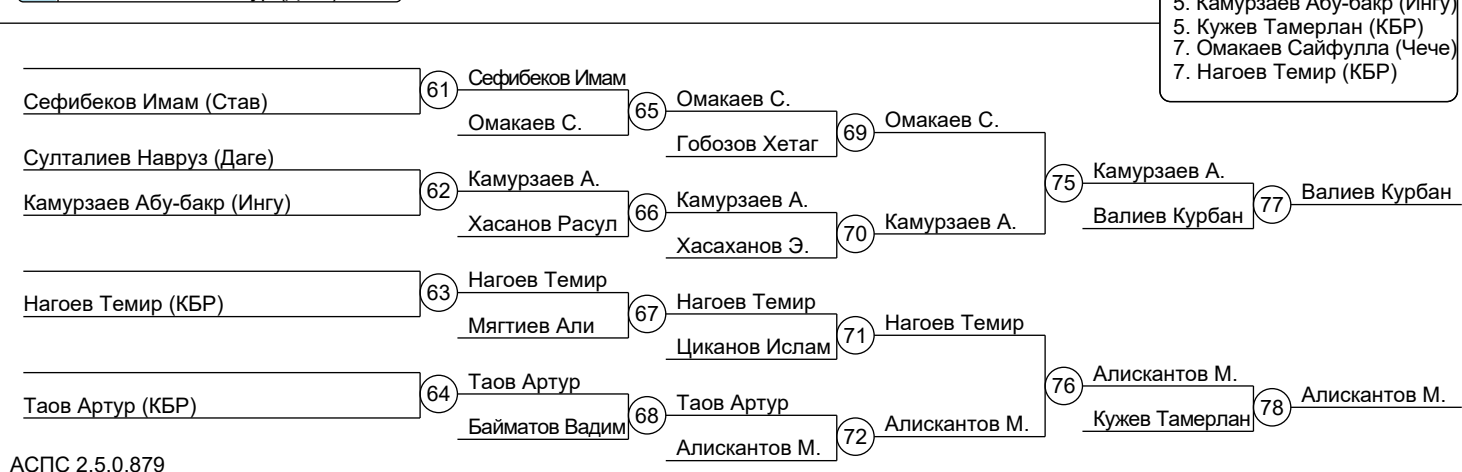 5. Камурзаев Абу-бакр (Ингу)
5. Кужев Тамерлан (КБР)
7. Омакаев Сайфулла (Чече)
7. Нагоев Темир (КБР)
Сефибеков Имам (Став)
61
Сефибеков Имам
Омакаев С.
65
Омакаев С.
Гобозов Хетаг
69
Омакаев С.
Султалиев Навруз (Даге)
Камурзаев Абу-бакр (Ингу)
62
Камурзаев А.
Хасанов Расул
66
Камурзаев А.
Хасаханов Э.
70
Камурзаев А.
75
Камурзаев А.
Валиев Курбан
77
Валиев Курбан
Нагоев Темир (КБР)
63
Нагоев Темир
Мягтиев Али
67
Нагоев Темир
Циканов Ислам
71
Нагоев Темир
Таов Артур (КБР)
64
Таов Артур
Байматов Вадим
68
Таов Артур
Алискантов М.
72
Алискантов М.
76
Алискантов М.
Кужев Тамерлан
78
Алискантов М.
АСПС 2.5.0.879